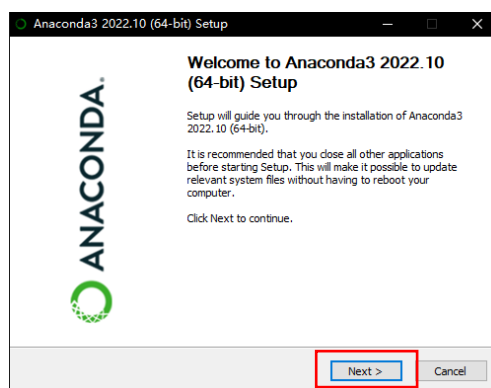 Anaconda3 2022.10 (64-bit) Setup
Welcome to Anaconda3 2022.10
(64-bit) Setup
Setup will guide you through the installation of Anaconda3
2022.10 (64-bit).
It is recommended that you close all other applications
before starting Setup. This will make it possible to update
relevant system files without having to reboot your
computer.
Click Next to continue.
ANACONDA.
Next >
Cancel